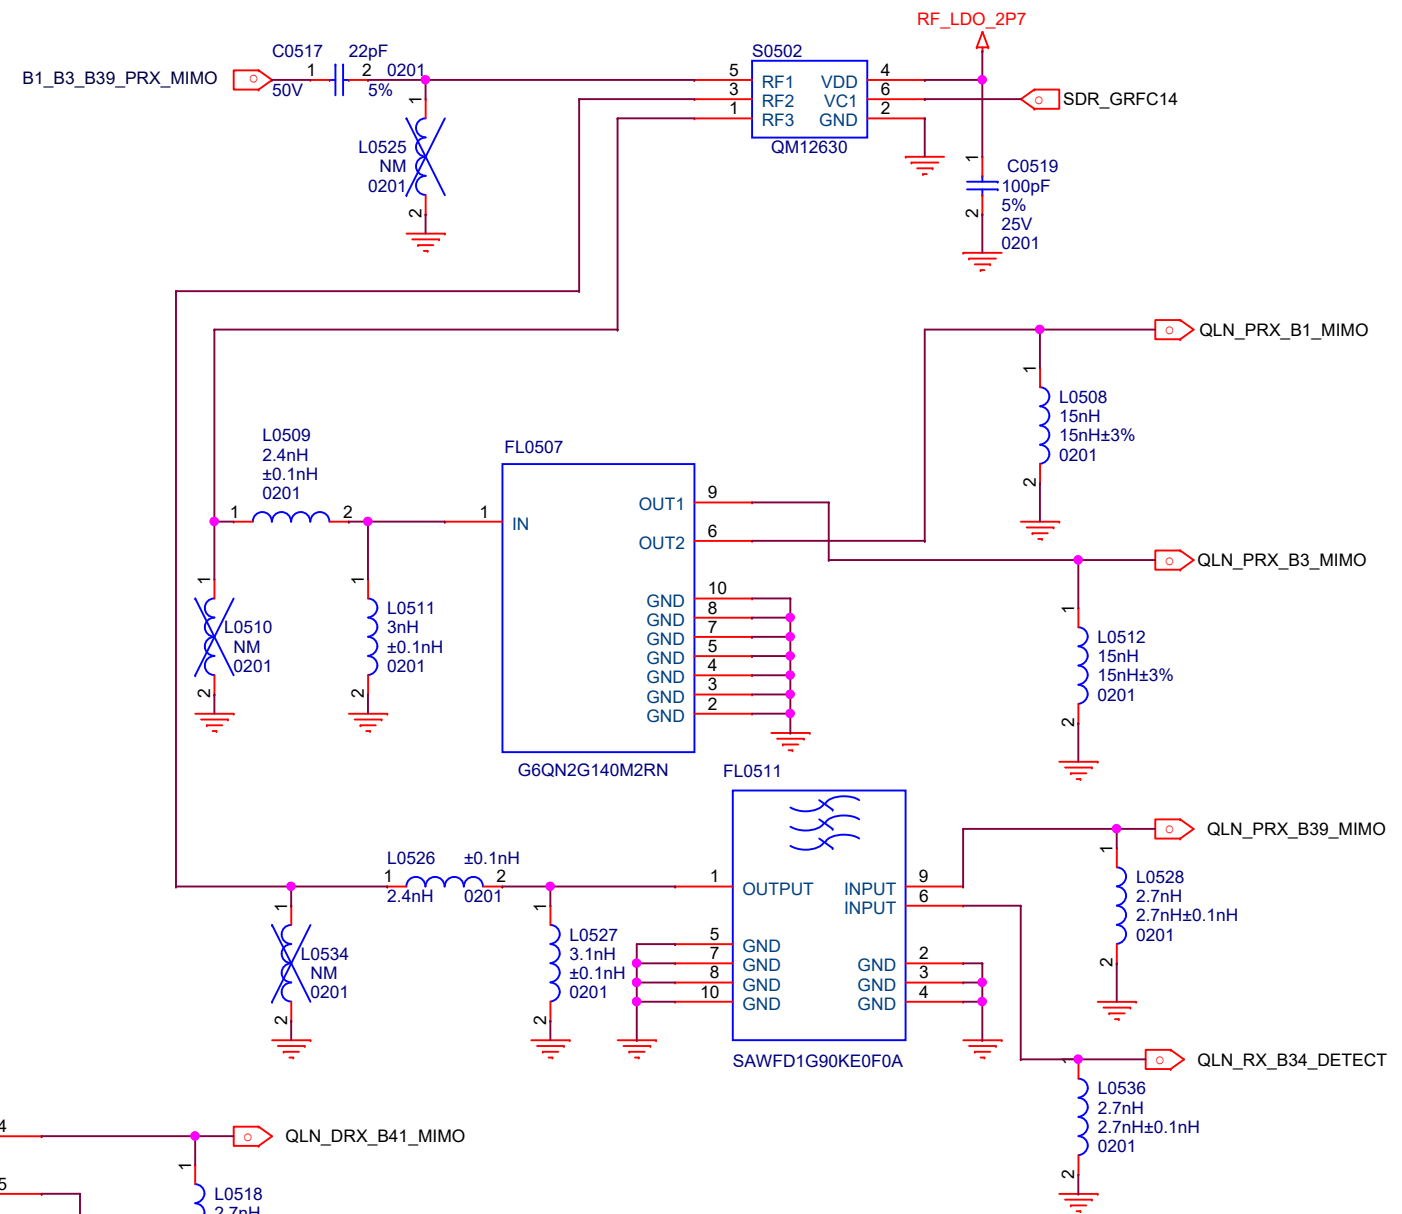 RF_LDO_2P7
B1_B3_B39_PRX_MIMO
C0517 22pF
1 2 0201
50V 5%
1
L0525
NM
0201
2
S0502
5 RF1 VDD 4
3 RF2 VC1 6
1 RF3 GND 2
QM12630
SDR_GRFC14
1
C0519
100pF
5%
25V
0201
2
QLN_PRX_B1_MIMO
1
L0508
15nH
15nH±3%
0201
2
L0509
2.4nH
±0.1nH
0201
1 2
FL0507
1 IN
OUT1 9
OUT2 6
GND 10
GND 8
GND 7
GND 5
GND 4
GND 3
GND 2
G6QN2G140M2RN
QLN_PRX_B3_MIMO
1
L0510
NM
0201
2
1
L0511
3nH
±0.1nH
0201
2
1
L0512
15nH
15nH±3%
0201
2
FL0511
QLN_PRX_B39_MIMO
L0526 ±0.1nH
1 2
2.4nH 0201
1 OUTPUT INPUT 9
INPUT 6
5 GND
7 GND GND 2
8 GND GND 3
10 GND GND 4
SAWFD1G90KE0F0A
1
L0534
NM
0201
2
1
L0527
3.1nH
±0.1nH
0201
2
1
L0528
2.7nH
2.7nH±0.1nH
0201
2
QLN_RX_B34_DETECT
1
L0536
2.7nH
2.7nH±0.1nH
0201
2
4
QLN_DRX_B41_MIMO
1
5
L0518
2.7nH